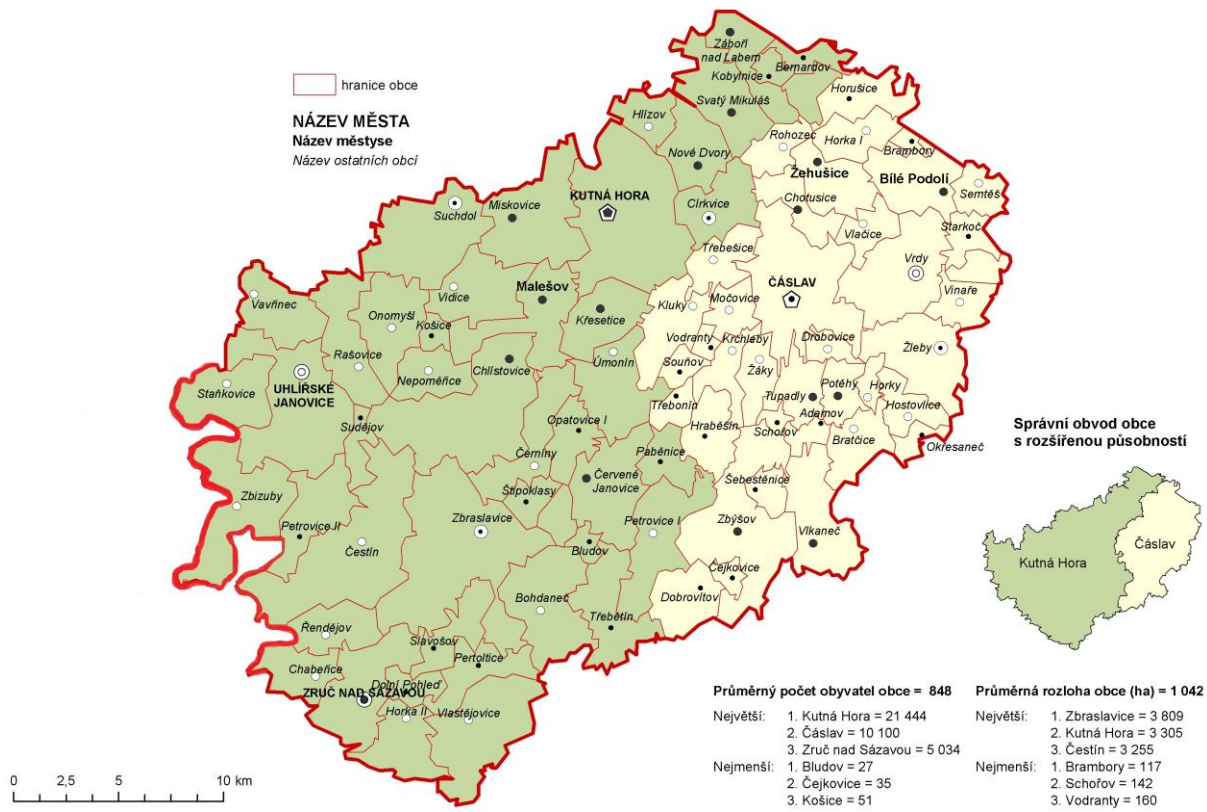 hranice obce
NÁZEV MĚSTA
Název městyse
Název ostatních obcí
Záboří
nad Labem
Bernardov
Kobylnice
Horušice
Svatý Mikuláš
Hlízov
Rohozec
Horka I
Brambory
Nové Dvory
Žehušice
Bílé Podolí
Semtěš
KUTNÁ HORA
Církvice
Chotusice
Suchdol
Miskovice
Vlačice
Starkoč
Třebešice
Vrdy
ČÁSLAV
Malešov
Vidice
Vinaře
Vavřinec
Kluky
Močovice
Onomyšl
Košice
Křesetice
Vodranty
Krchleby
Drobovice
Žleby
Rašovice
Úmonín
Souňov
Žáky
Nepoměřice
Chlístovice
Staňkovice
UHLÍŘSKÉ
JANOVICE
Třebonín
Tupadly
Potěhy
Horky
Hostovlice
Adamov
Sudějov
Opatovice I
Hraběšín
Schořov
Bratčice
Okřesaneč
Správní obvod obce
s rozšířenou působností
Černíny
Paběnice
Červené
Janovice
Štipoklasy
Šebestěnice
Zbizuby
Zbraslavice
Petrovice I
Zbýšov
Vlkaneč
Petrovice II
Čestín
Bludov
Čejkovice
Dobrovítov
Bohdaneč
Třebětín
Čáslav
Kutná Hora
Řendějov
Slavošov
Pertoltice
Chabeřice
Dolní Pohleď
ZRUČ NAD SÁZAVOU
Horka II
Vlastějovice
Průměrný počet obyvatel obce = 848
Největší: 1. Kutná Hora = 21 444
2. Čáslav = 10 100
3. Zruč nad Sázavou = 5 034
Nejmenší: 1. Bludov = 27
2. Čejkovice = 35
3. Košice = 51
Průměrná rozloha obce (ha) = 1 042
Největší: 1. Zbraslavice = 3 809
2. Kutná Hora = 3 305
3. Čestín = 3 255
Nejmenší: 1. Brambory = 117
2. Schořov = 142
3. Vodranty = 160
0 2,5 5 10 km